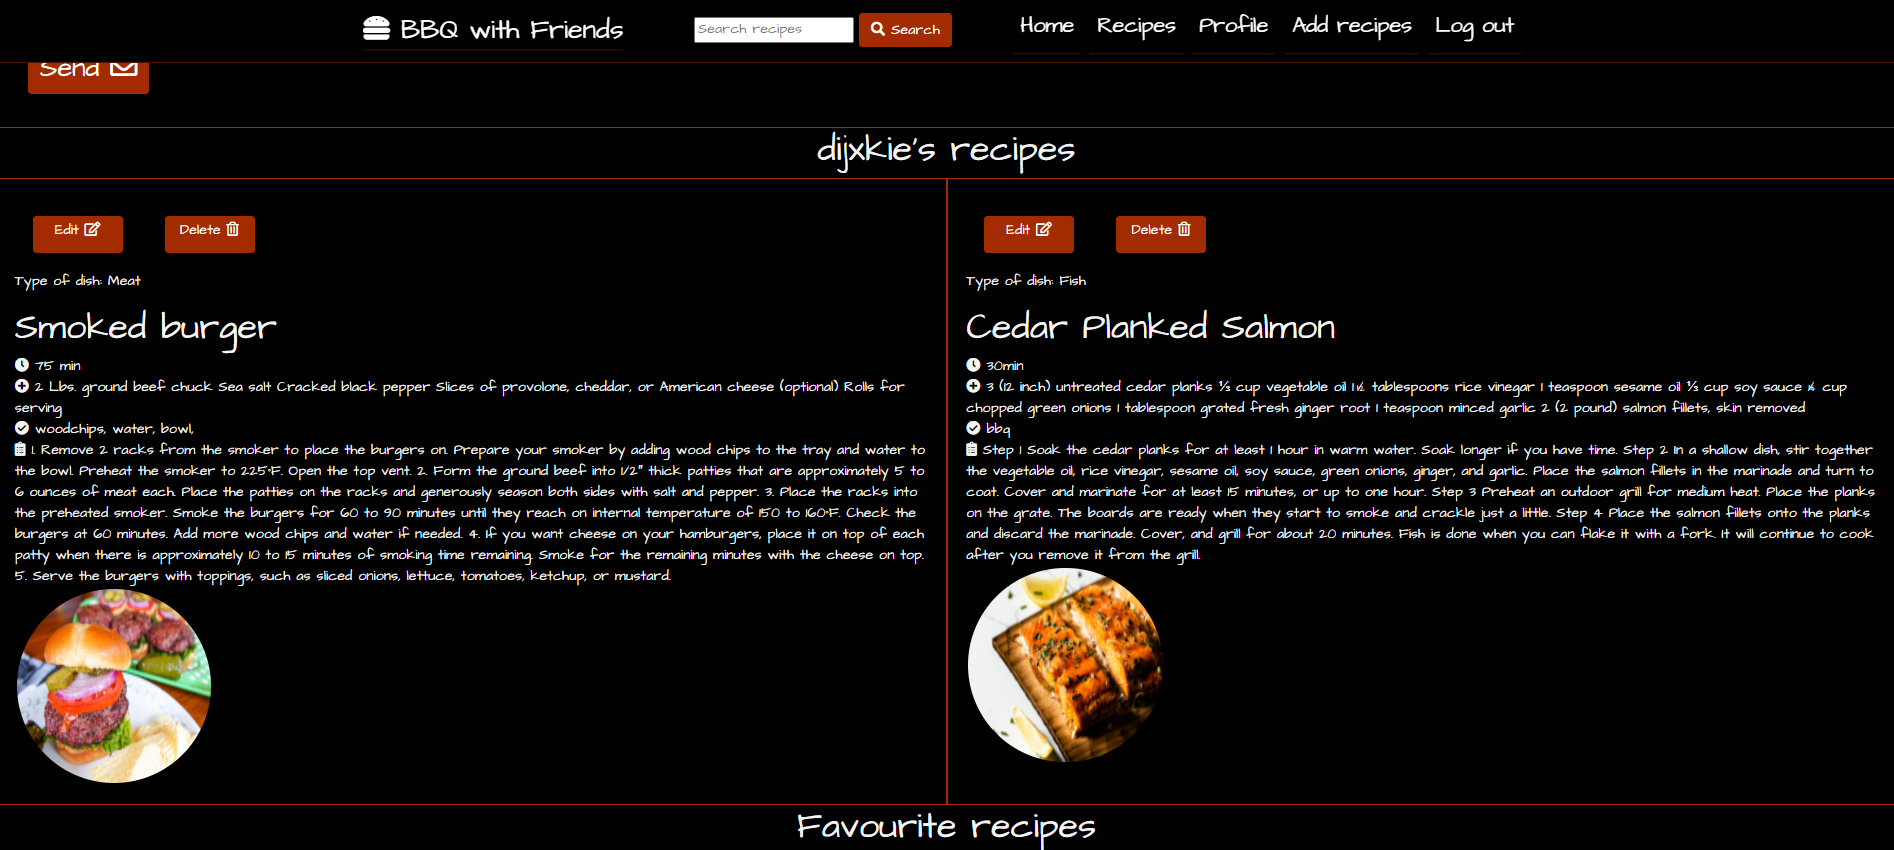 BBQ with Friends
Search recipes
Search
Home
Recipes
Profile
Add recipes
Log out
Send
dijxkie's recipes
Edit
Delete
Type of dish: Meat
Smoked burger
75 min
2 Lbs. ground beef chuck Sea salt Cracked black pepper Slices of provolone, cheddar, or American cheese (optional) Rolls for
serving
woodchips, water, bowl,
1. Remove 2 racks from the smoker to place the burgers on. Prepare your smoker by adding wood chips to the tray and water to
the bowl. Preheat the smoker to 225°F. Open the top vent. 2. Form the ground beef into 1/2" thick patties that are approximately 5 to
6 ounces of meat each. Place the patties on the racks and generously season both sides with salt and pepper. 3. Place the racks into
the preheated smoker. Smoke the burgers for 60 to 90 minutes until they reach on internal temperature of 150 to 160°F. Check the
burgers at 60 minutes. Add more wood chips and water if needed. 4. If you want cheese on your hamburgers, place it on top of each
patty when there is approximately 10 to 15 minutes of smoking time remaining. Smoke for the remaining minutes with the cheese on top.
5. Serve the burgers with toppings, such as sliced onions, lettuce, tomatoes, ketchup, or mustard.
Edit
Delete
Type of dish: Fish
Cedar Planked Salmon
30min
3 (12 inch) untreated cedar planks ⅓ cup vegetable oil 1 ½ tablespoons rice vinegar 1 teaspoon sesame oil ⅓ cup soy sauce ¼ cup
chopped green onions 1 tablespoon grated fresh ginger root 1 teaspoon minced garlic 2 (2 pound) salmon fillets, skin removed
bbq
Step 1 Soak the cedar planks for at least 1 hour in warm water. Soak longer if you have time. Step 2 In a shallow dish, stir together
the vegetable oil, rice vinegar, sesame oil, soy sauce, green onions, ginger, and garlic. Place the salmon fillets in the marinade and turn to
coat. Cover and marinate for at least 15 minutes, or up to one hour. Step 3 Preheat an outdoor grill for medium heat. Place the planks
on the grate. The boards are ready when they start to smoke and crackle just a little. Step 4 Place the salmon fillets onto the planks
and discard the marinade. Cover, and grill for about 20 minutes. Fish is done when you can flake it with a fork. It will continue to cook
after you remove it from the grill.
Favourite recipes